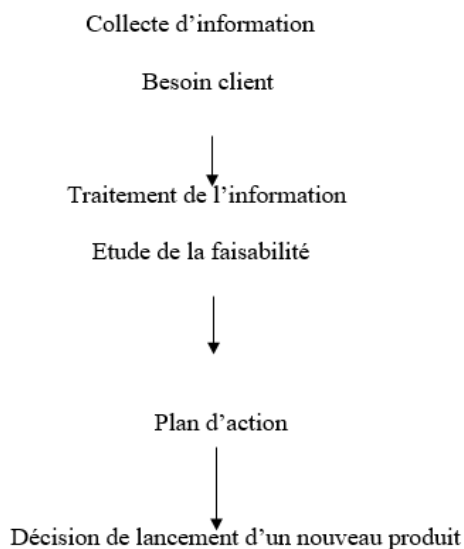 Collecte d’information
Besoin client
Traitement de l’information
Etude de la faisabilité
Plan d’action
Décision de lancement d’un nouveau produit